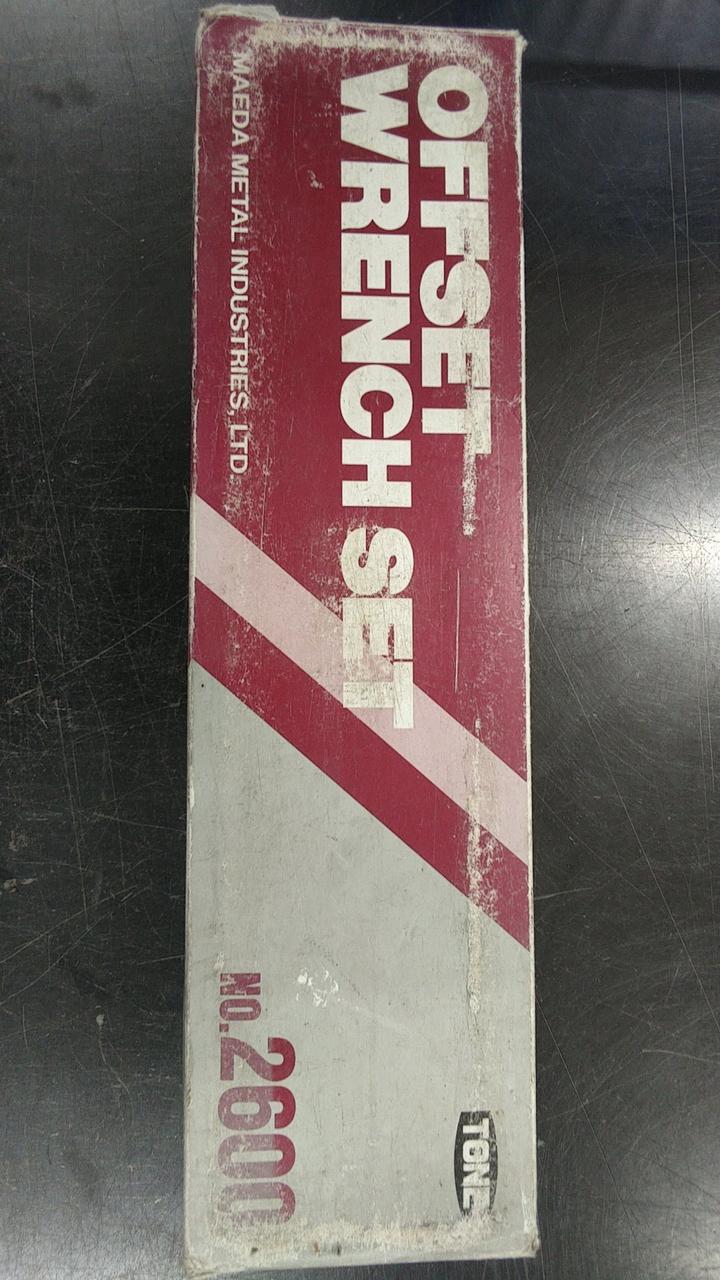 OFFSET
WRENCH SET
MAEDA METAL INDUSTRIES, LTD.
TONE
NO.2600